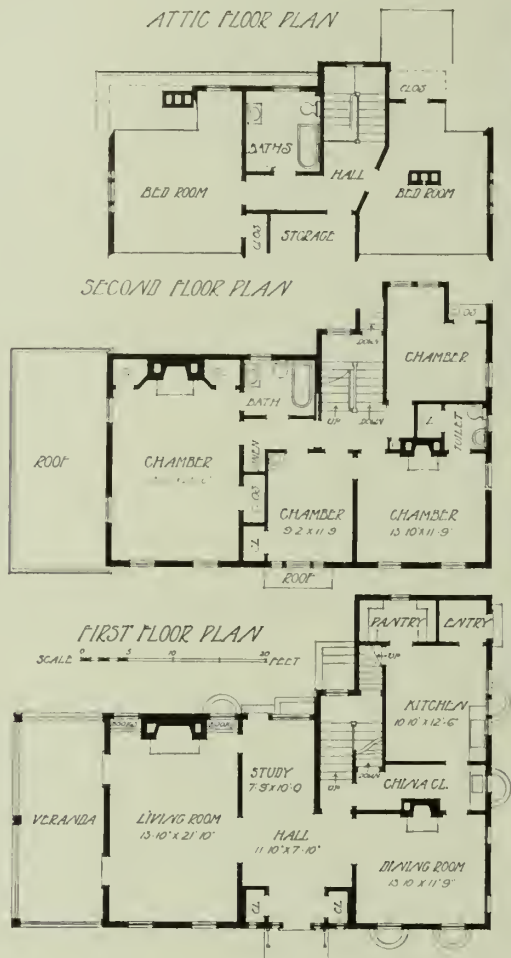 ATTIC FLOOR PLAN
CLOS
BATHS
HALL
BED ROOM
BED ROOM
CLOS
STORAGE
SECOND FLOOR PLAN
DOWN
CHAMBER
BATH
UP
DOWN
L
TOILET
ROOF
CHAMBER
LINEN
CLOS
CHAMBER
9'-2 X 11'-9
CHAMBER
13'-10" X 11'-9"
CL
ROOF
FIRST FLOOR PLAN
SCALE 0 5 10 20 FEET
PANTRY
ENTRY
UP
KITCHEN
10'-10" X 12'-6"
STUDY
7'-9" X 10'-0
UP
DOWN
CHINA CL.
VERANDA
LIVING ROOM
13'-10" X 21'-10"
HALL
11'-10" X 7'-10"
DINING ROOM
13'-10 X 11'-9"
CL
CL